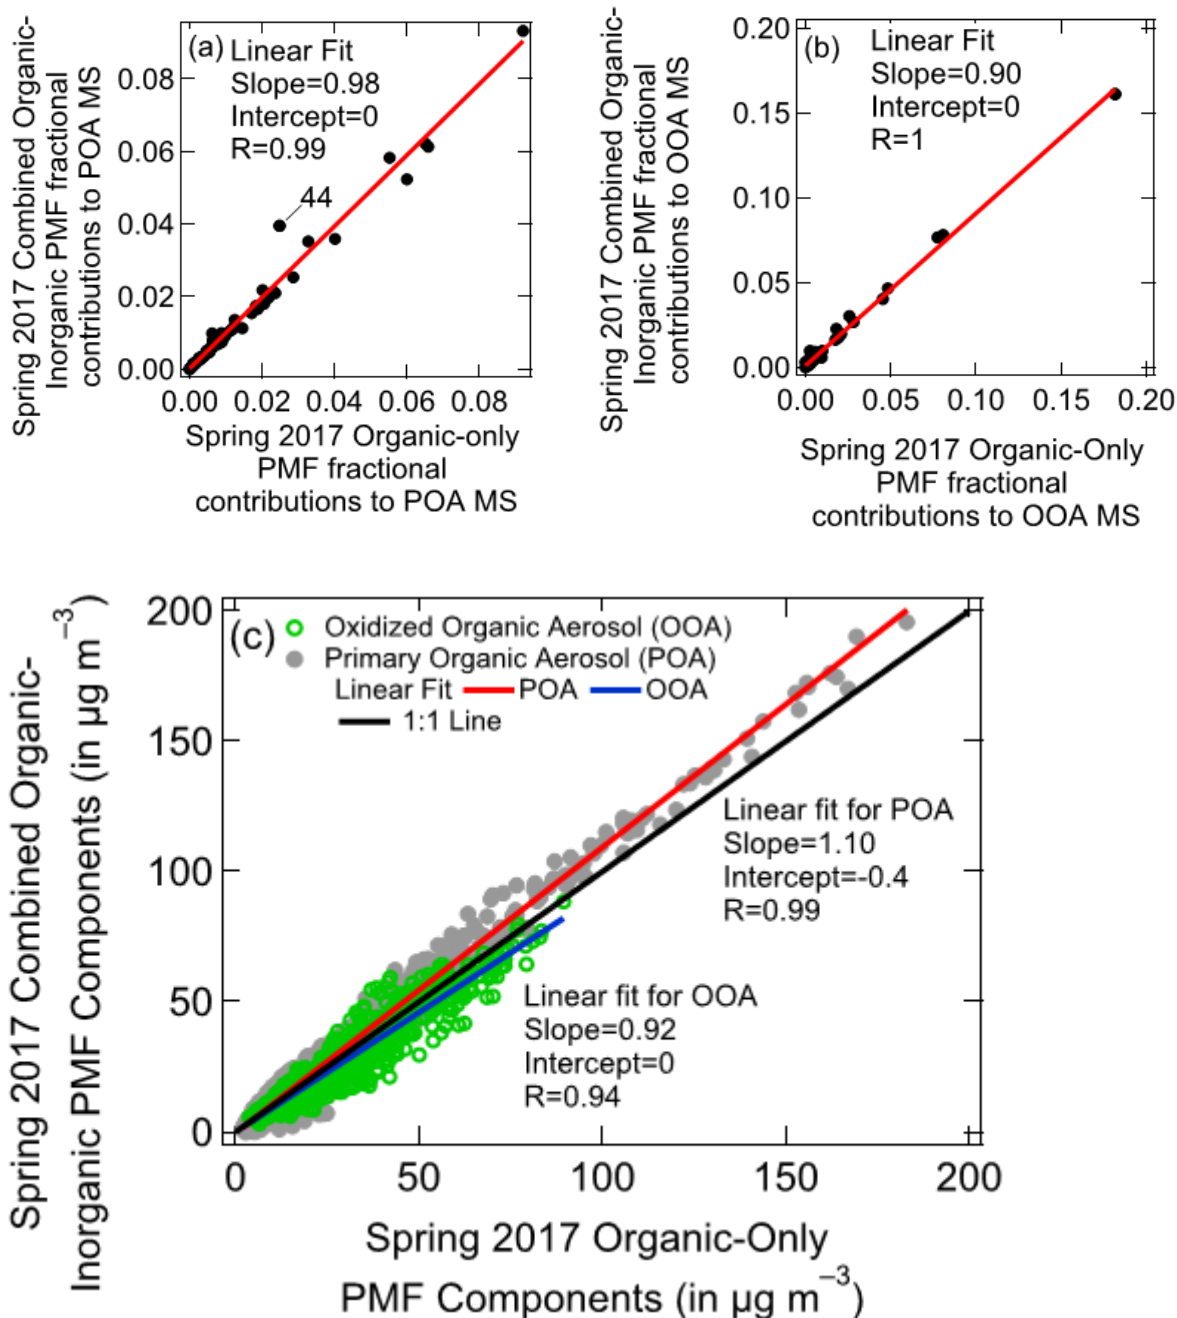 Spring 2017 Combined Organic-
Inorganic PMF fractional
contributions to POA MS
(a)
Linear Fit
Slope=0.98
Intercept=0
R=0.99
44
0.08
0.06
0.04
0.02
0.00
0.00 0.02 0.04 0.06 0.08
Spring 2017 Organic-only
PMF fractional
contributions to POA MS
Spring 2017 Combined Organic-
Inorganic PMF fractional
contributions to OOA MS
(b)
Linear Fit
Slope=0.90
Intercept=0
R=1
0.20
0.15
0.10
0.05
0.00
0.00 0.05 0.10 0.15 0.20
Spring 2017 Organic-Only
PMF fractional
contributions to OOA MS
Spring 2017 Combined Organic-
Inorganic PMF Components (in µg m⁻³)
(c)
Oxidized Organic Aerosol (OOA)
Primary Organic Aerosol (POA)
Linear Fit POA OOA
1:1 Line
Linear fit for POA
Slope=1.10
Intercept=-0.4
R=0.99
Linear fit for OOA
Slope=0.92
Intercept=0
R=0.94
200
150
100
50
0
0 50 100 150 200
Spring 2017 Organic-Only
PMF Components (in µg m⁻³)